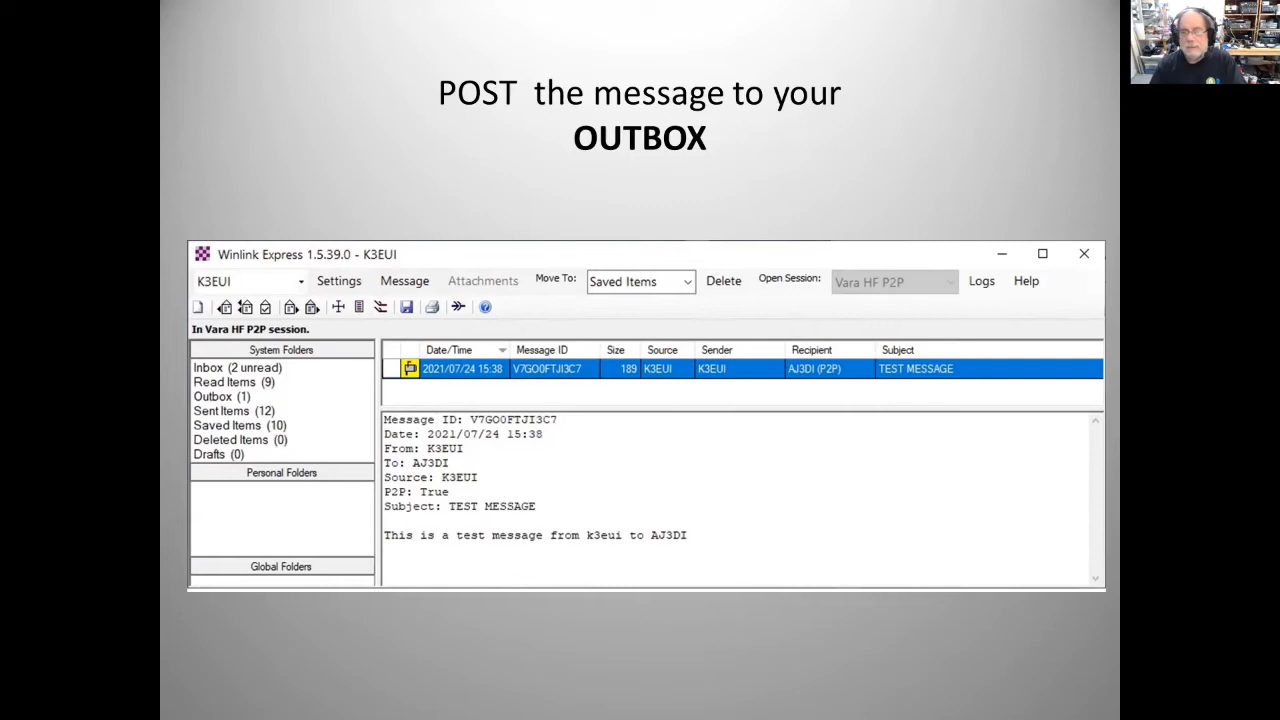 POST the message to your
OUTBOX
Winlink Express 1.5.39.0 - K3EUI
K3EUI Settings Message Attachments Move To: Saved Items Delete Open Session: Vara HF P2P Logs Help
In Vara HF P2P session.
System Folders
Inbox (2 unread)
Read Items (9)
Outbox (1)
Sent Items (12)
Saved Items (10)
Deleted Items (0)
Drafts (0)
Personal Folders
Global Folders
Date/Time Message ID Size Source Sender Recipient Subject
2021/07/24 15:38 V7GO0FTJI3C7 189 K3EUI K3EUI AJ3DI (P2P) TEST MESSAGE
Message ID: V7GO0FTJI3C7
Date: 2021/07/24 15:38
From: K3EUI
To: AJ3DI
Source: K3EUI
P2P: True
Subject: TEST MESSAGE
This is a test message from k3eui to AJ3DI